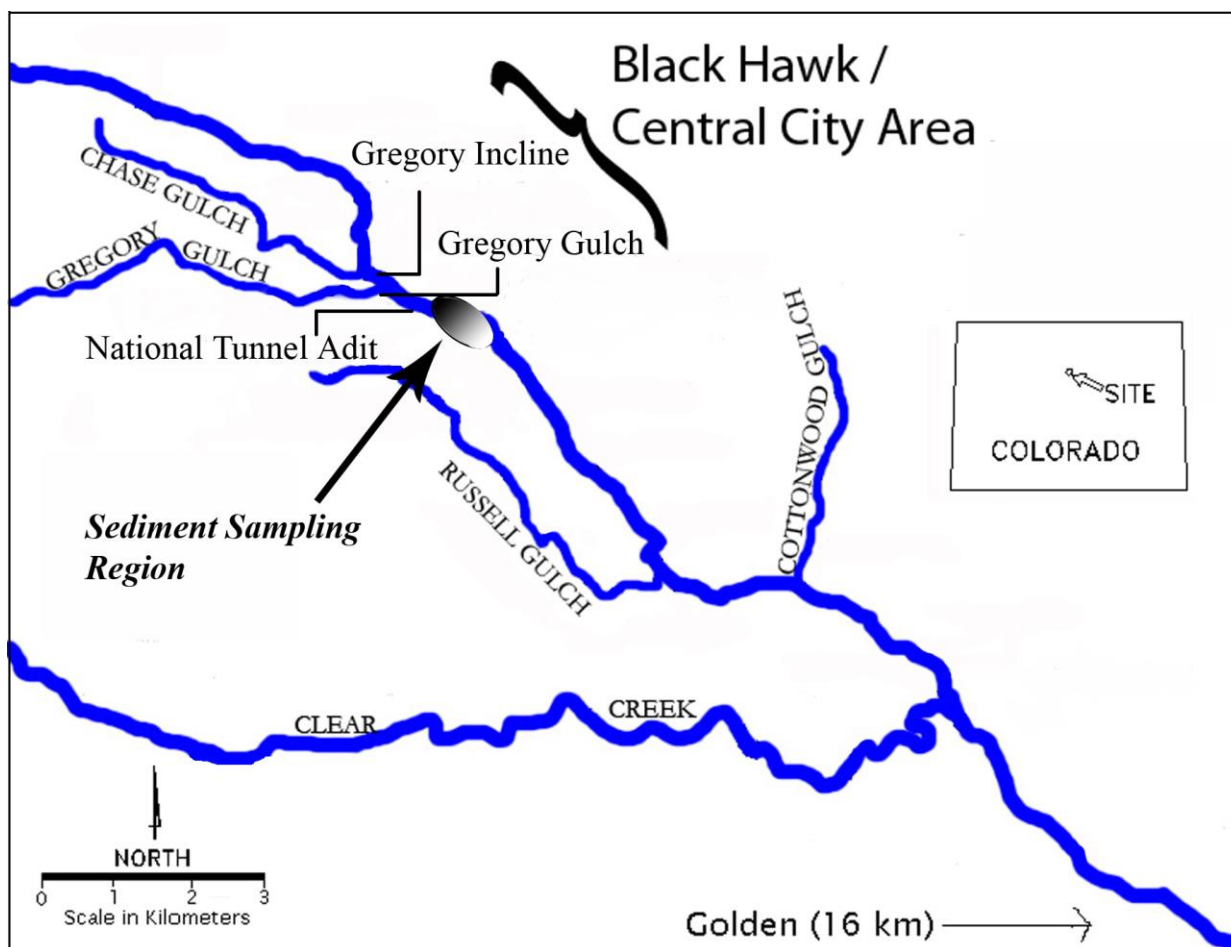 Black Hawk /
Central City Area
Gregory Incline
CHASE GULCH
Gregory Gulch
GREGORY GULCH
National Tunnel Adit
COTTONWOOD GULCH
SITE
COLORADO
RUSSELL GULCH
Sediment Sampling
Region
CLEAR CREEK
NORTH
0 1 2 3
Scale in Kilometers
Golden (16 km)